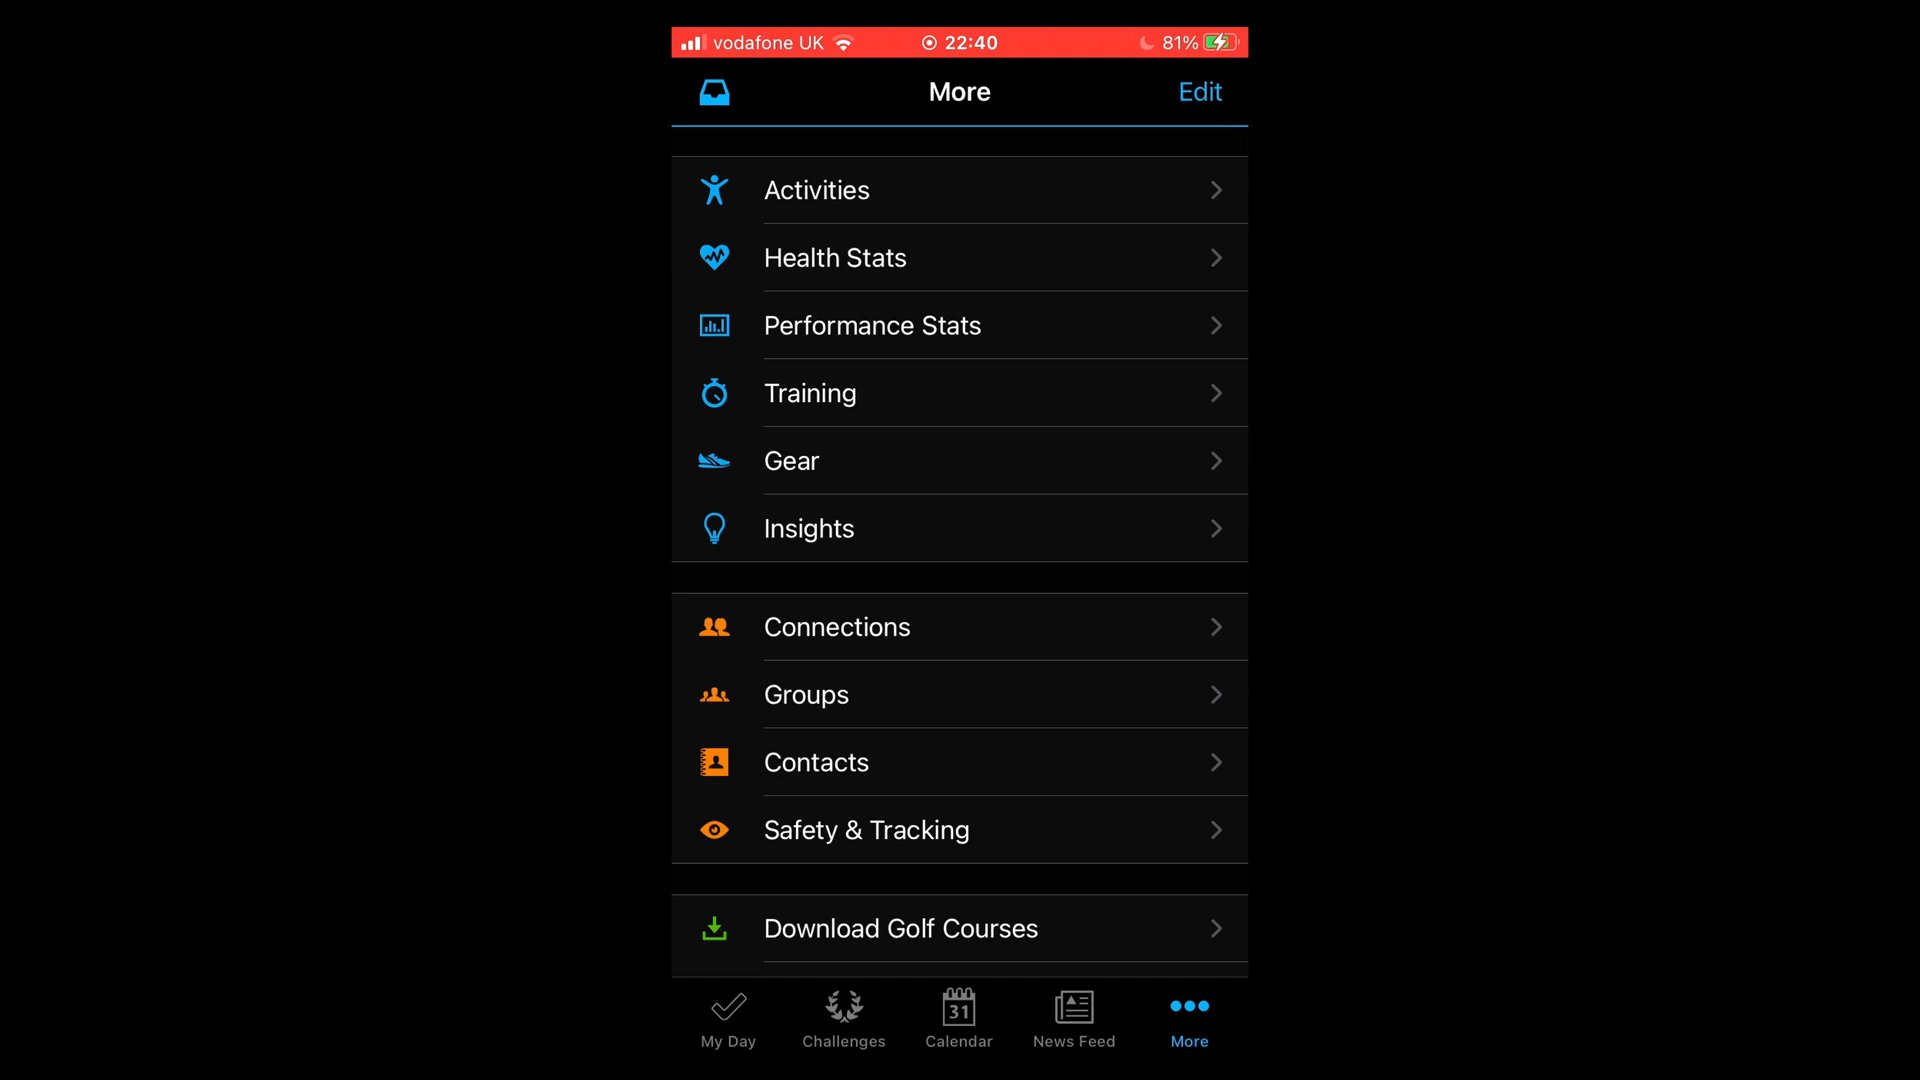 vodafone UK 22:40 81%
More Edit
Activities
Health Stats
Performance Stats
Training
Gear
Insights
Connections
Groups
Contacts
Safety & Tracking
Download Golf Courses
31
My Day Challenges Calendar News Feed More